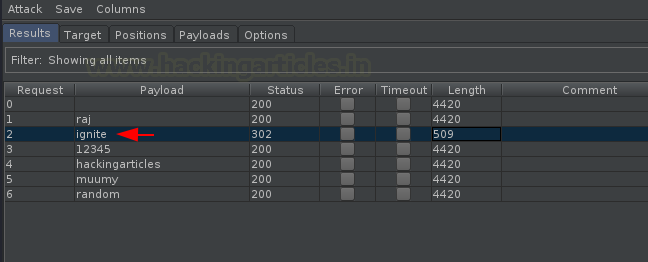 Attack Save Columns
Results Target Positions Payloads Options
Filter: Showing all items
www.hackingarticles.in
Request Payload Status Error Timeout Length Comment
0 200 4420
1 raj 200 4420
2 ignite 302 509
3 12345 200 4420
4 hackingarticles 200 4420
5 muumy 200 4420
6 random 200 4420